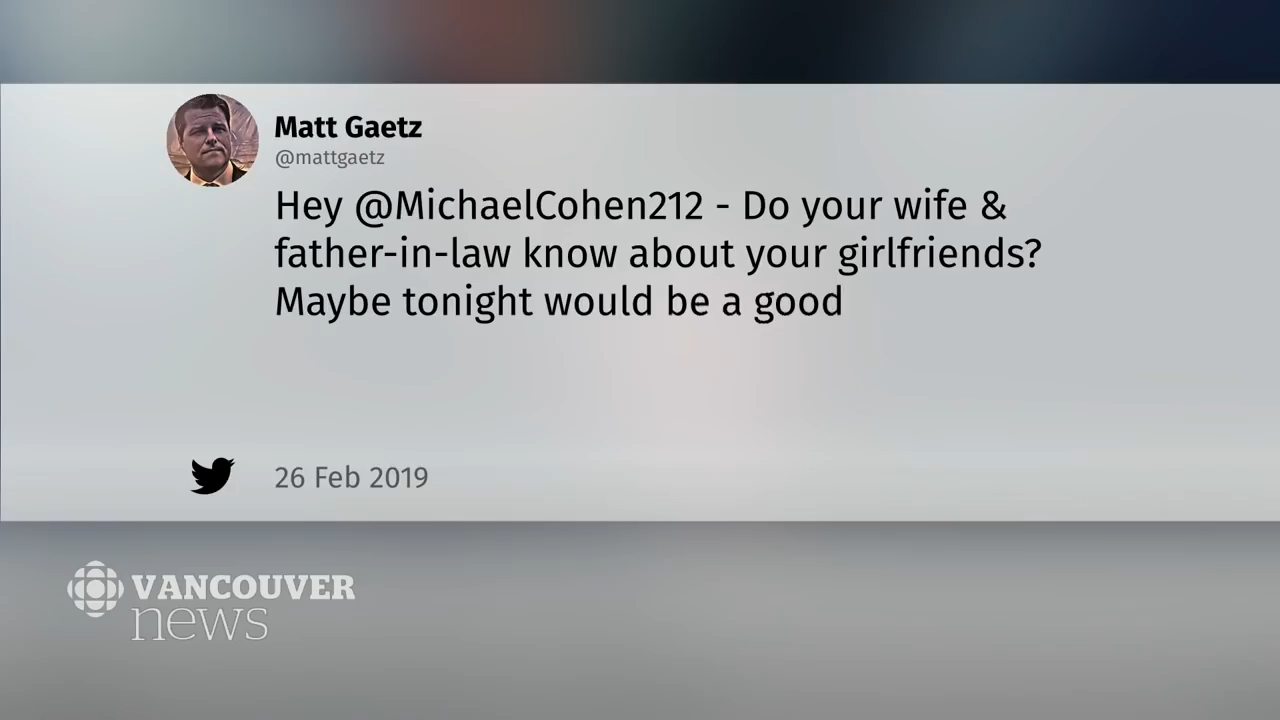 Matt Gaetz
@mattgaetz
Hey @MichaelCohen212 - Do your wife &
father-in-law know about your girlfriends?
Maybe tonight would be a good
26 Feb 2019
VANCOUVER
news